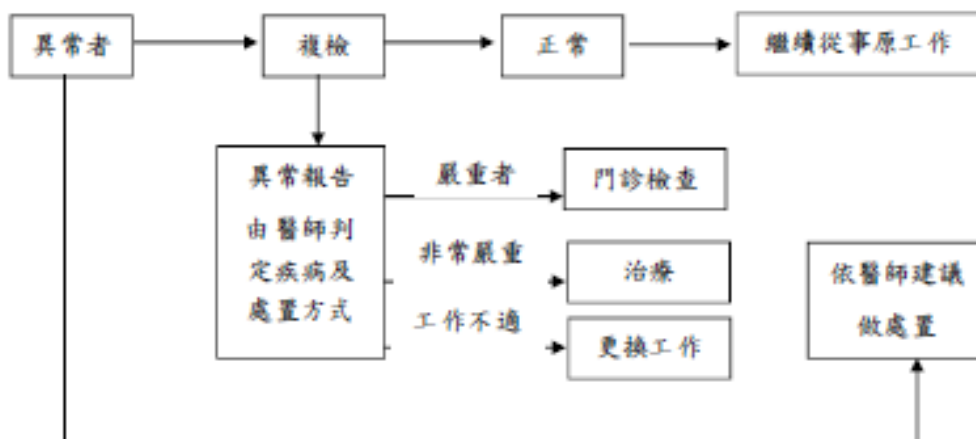 異常者
複檢
正常
繼續從事原工作
異常報告
由醫師判
定疾病及
處置方式
嚴重者
門診檢查
非常嚴重
治療
工作不適
更換工作
依醫師建議
做處置